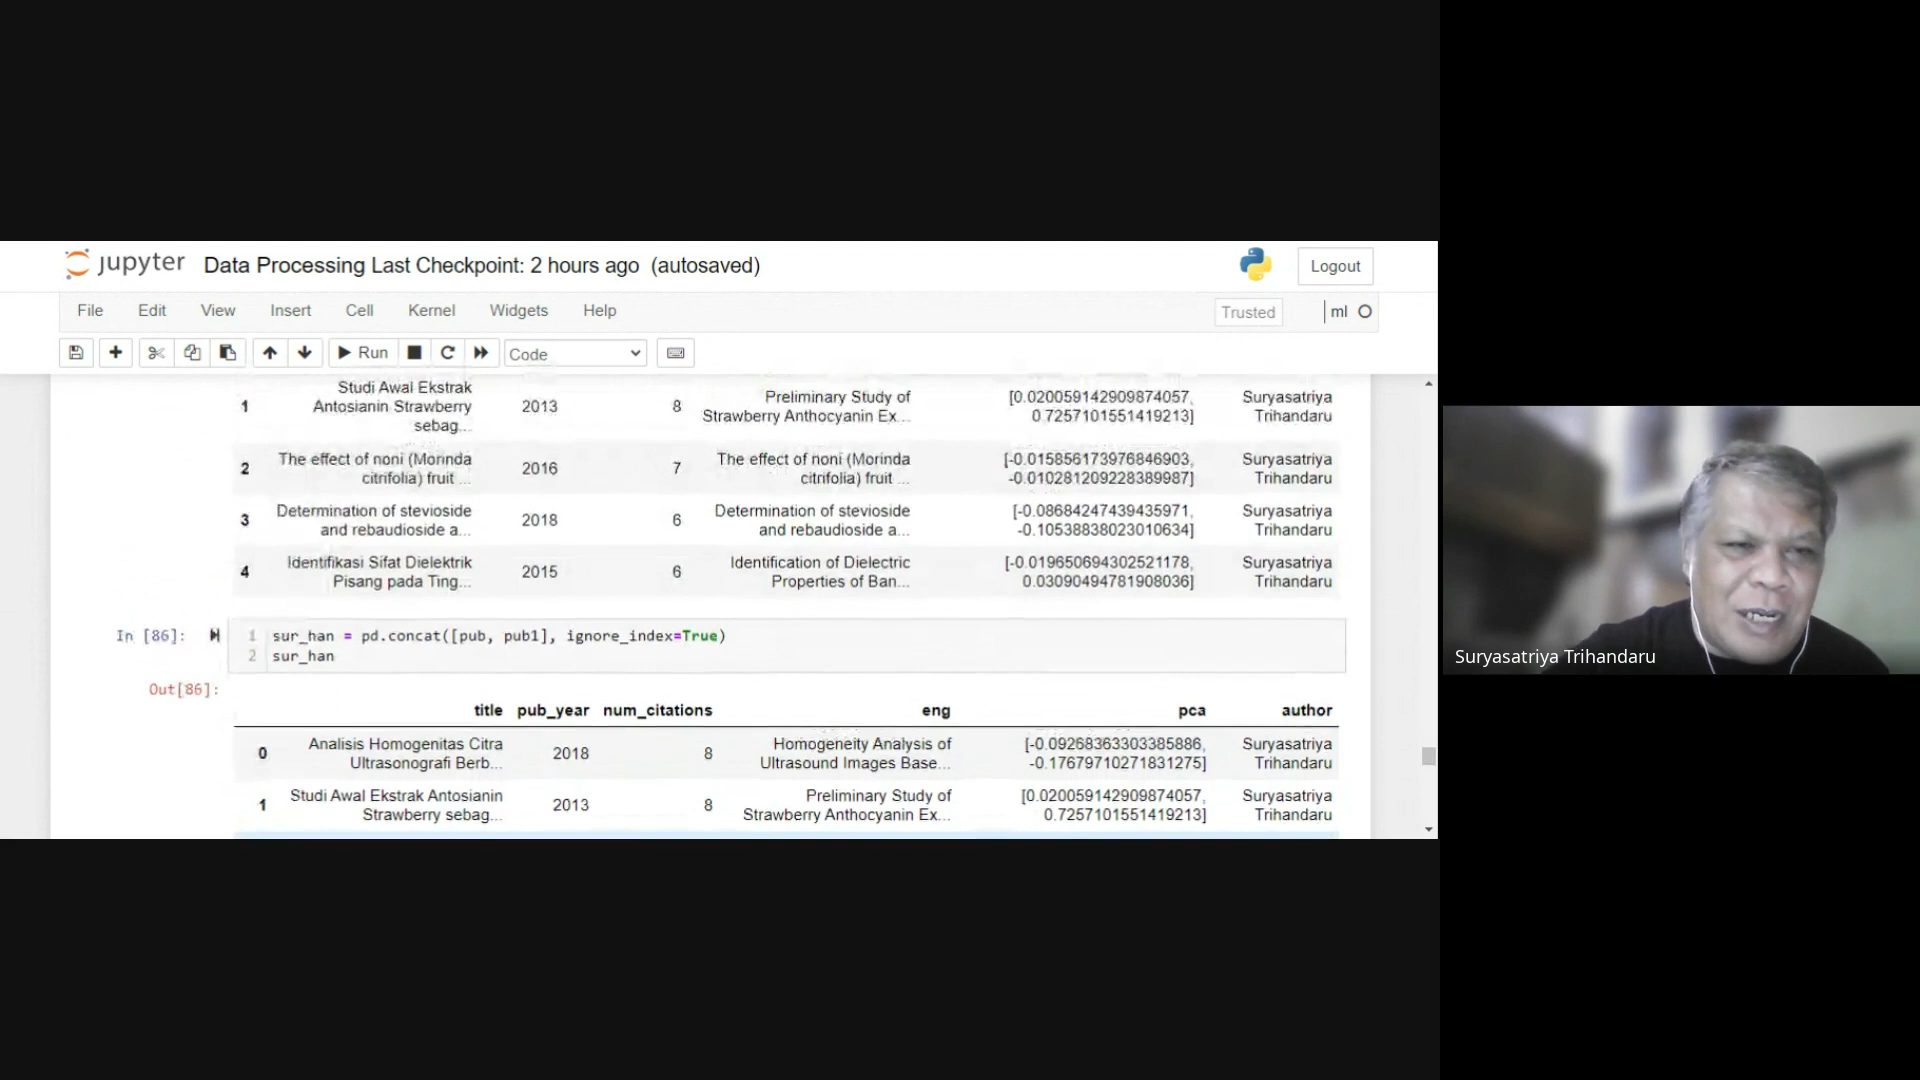 jupyter Data Processing Last Checkpoint: 2 hours ago (autosaved) Logout
File Edit View Insert Cell Kernel Widgets Help Trusted ml
Run Code
1 Studi Awal Ekstrak Antosianin Strawberry sebag... 2013 8 Preliminary Study of Strawberry Anthocyanin Ex... [0.020059142909874057, 0.7257101551419213] Suryasatriya Trihandaru
2 The effect of noni (Morinda citrifolia) fruit ... 2016 7 The effect of noni (Morinda citrifolia) fruit ... [-0.015856173976846903, -0.010281209228389987] Suryasatriya Trihandaru
3 Determination of stevioside and rebaudioside a... 2018 6 Determination of stevioside and rebaudioside a... [-0.08684247439435971, -0.10538838023010634] Suryasatriya Trihandaru
4 Identifikasi Sifat Dielektrik Pisang pada Ting... 2015 6 Identification of Dielectric Properties of Ban... [-0.019650694302521178, 0.03090494781908036] Suryasatriya Trihandaru
In [86]: 1 sur_han = pd.concat([pub, pub1], ignore_index=True)
2 sur_han
Out[86]:
title pub_year num_citations eng pca author
0 Analisis Homogenitas Citra Ultrasonografi Berb... 2018 8 Homogeneity Analysis of Ultrasound Images Base... [-0.09268363303385886, -0.17679710271831275] Suryasatriya Trihandaru
1 Studi Awal Ekstrak Antosianin Strawberry sebag... 2013 8 Preliminary Study of Strawberry Anthocyanin Ex... [0.020059142909874057, 0.7257101551419213] Suryasatriya Trihandaru
Suryasatriya Trihandaru